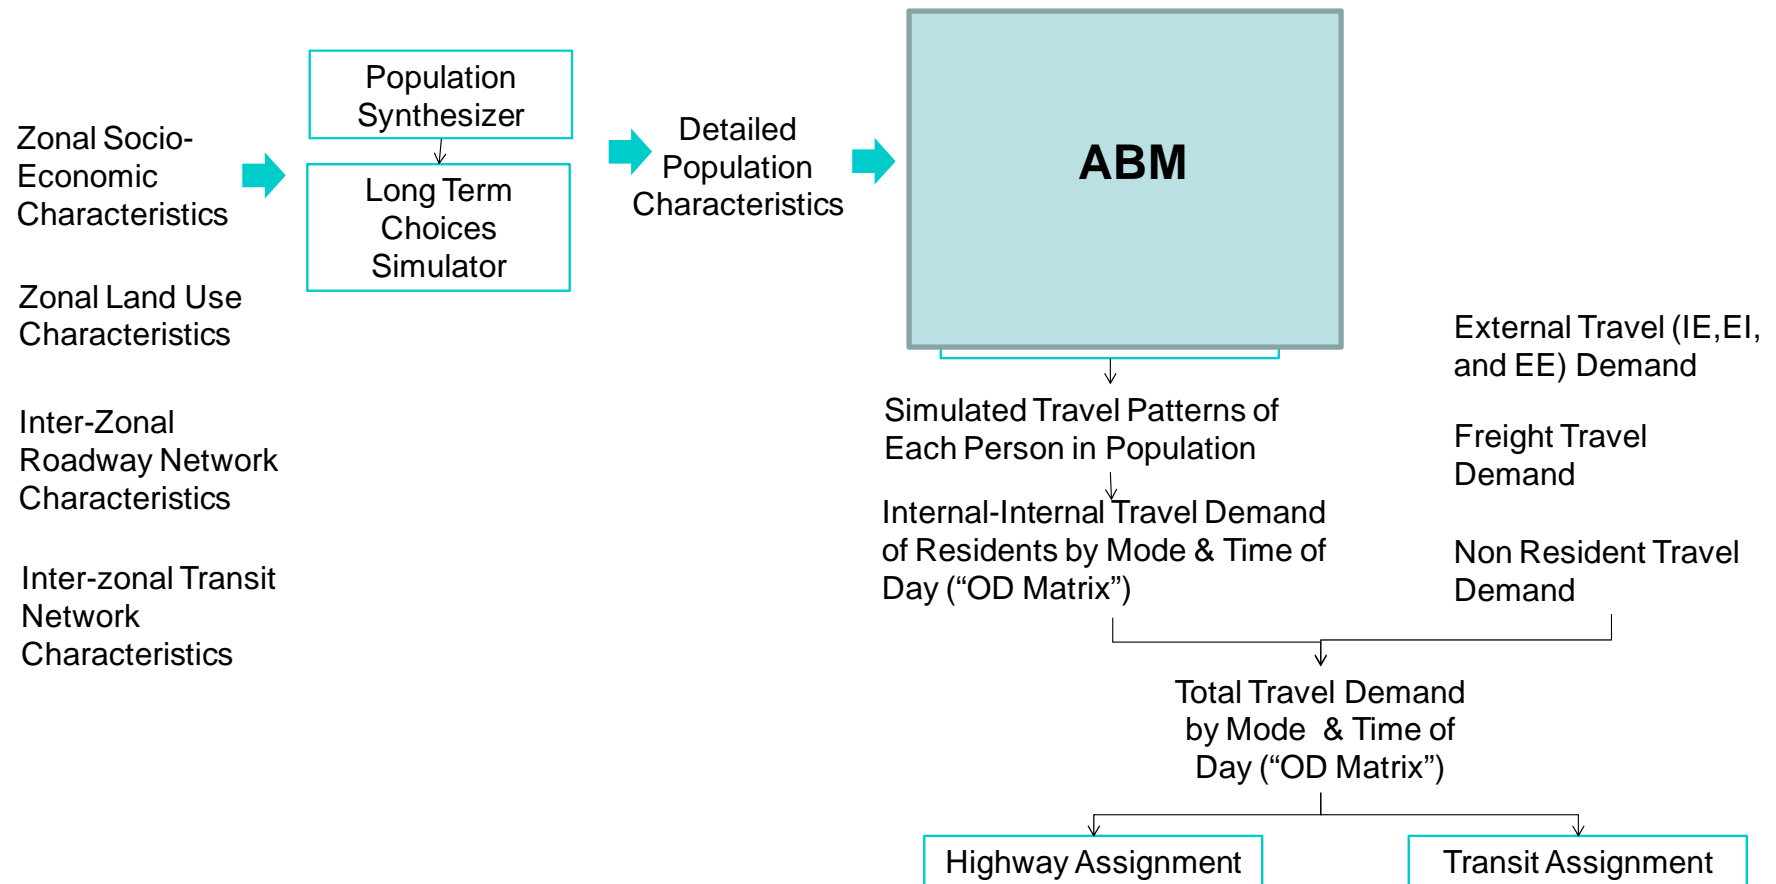 Zonal Socio-
Economic
Characteristics
Zonal Land Use
Characteristics
Inter-Zonal
Roadway Network
Characteristics
Inter-zonal Transit
Network
Characteristics
Population
Synthesizer
Long Term
Choices
Simulator
Detailed
Population
Characteristics
ABM
Simulated Travel Patterns of
Each Person in Population
Internal-Internal Travel Demand
of Residents by Mode & Time of
Day (“OD Matrix”)
External Travel (IE,EI,
and EE) Demand
Freight Travel
Demand
Non Resident Travel
Demand
Total Travel Demand
by Mode & Time of
Day (“OD Matrix”)
Highway Assignment
Transit Assignment